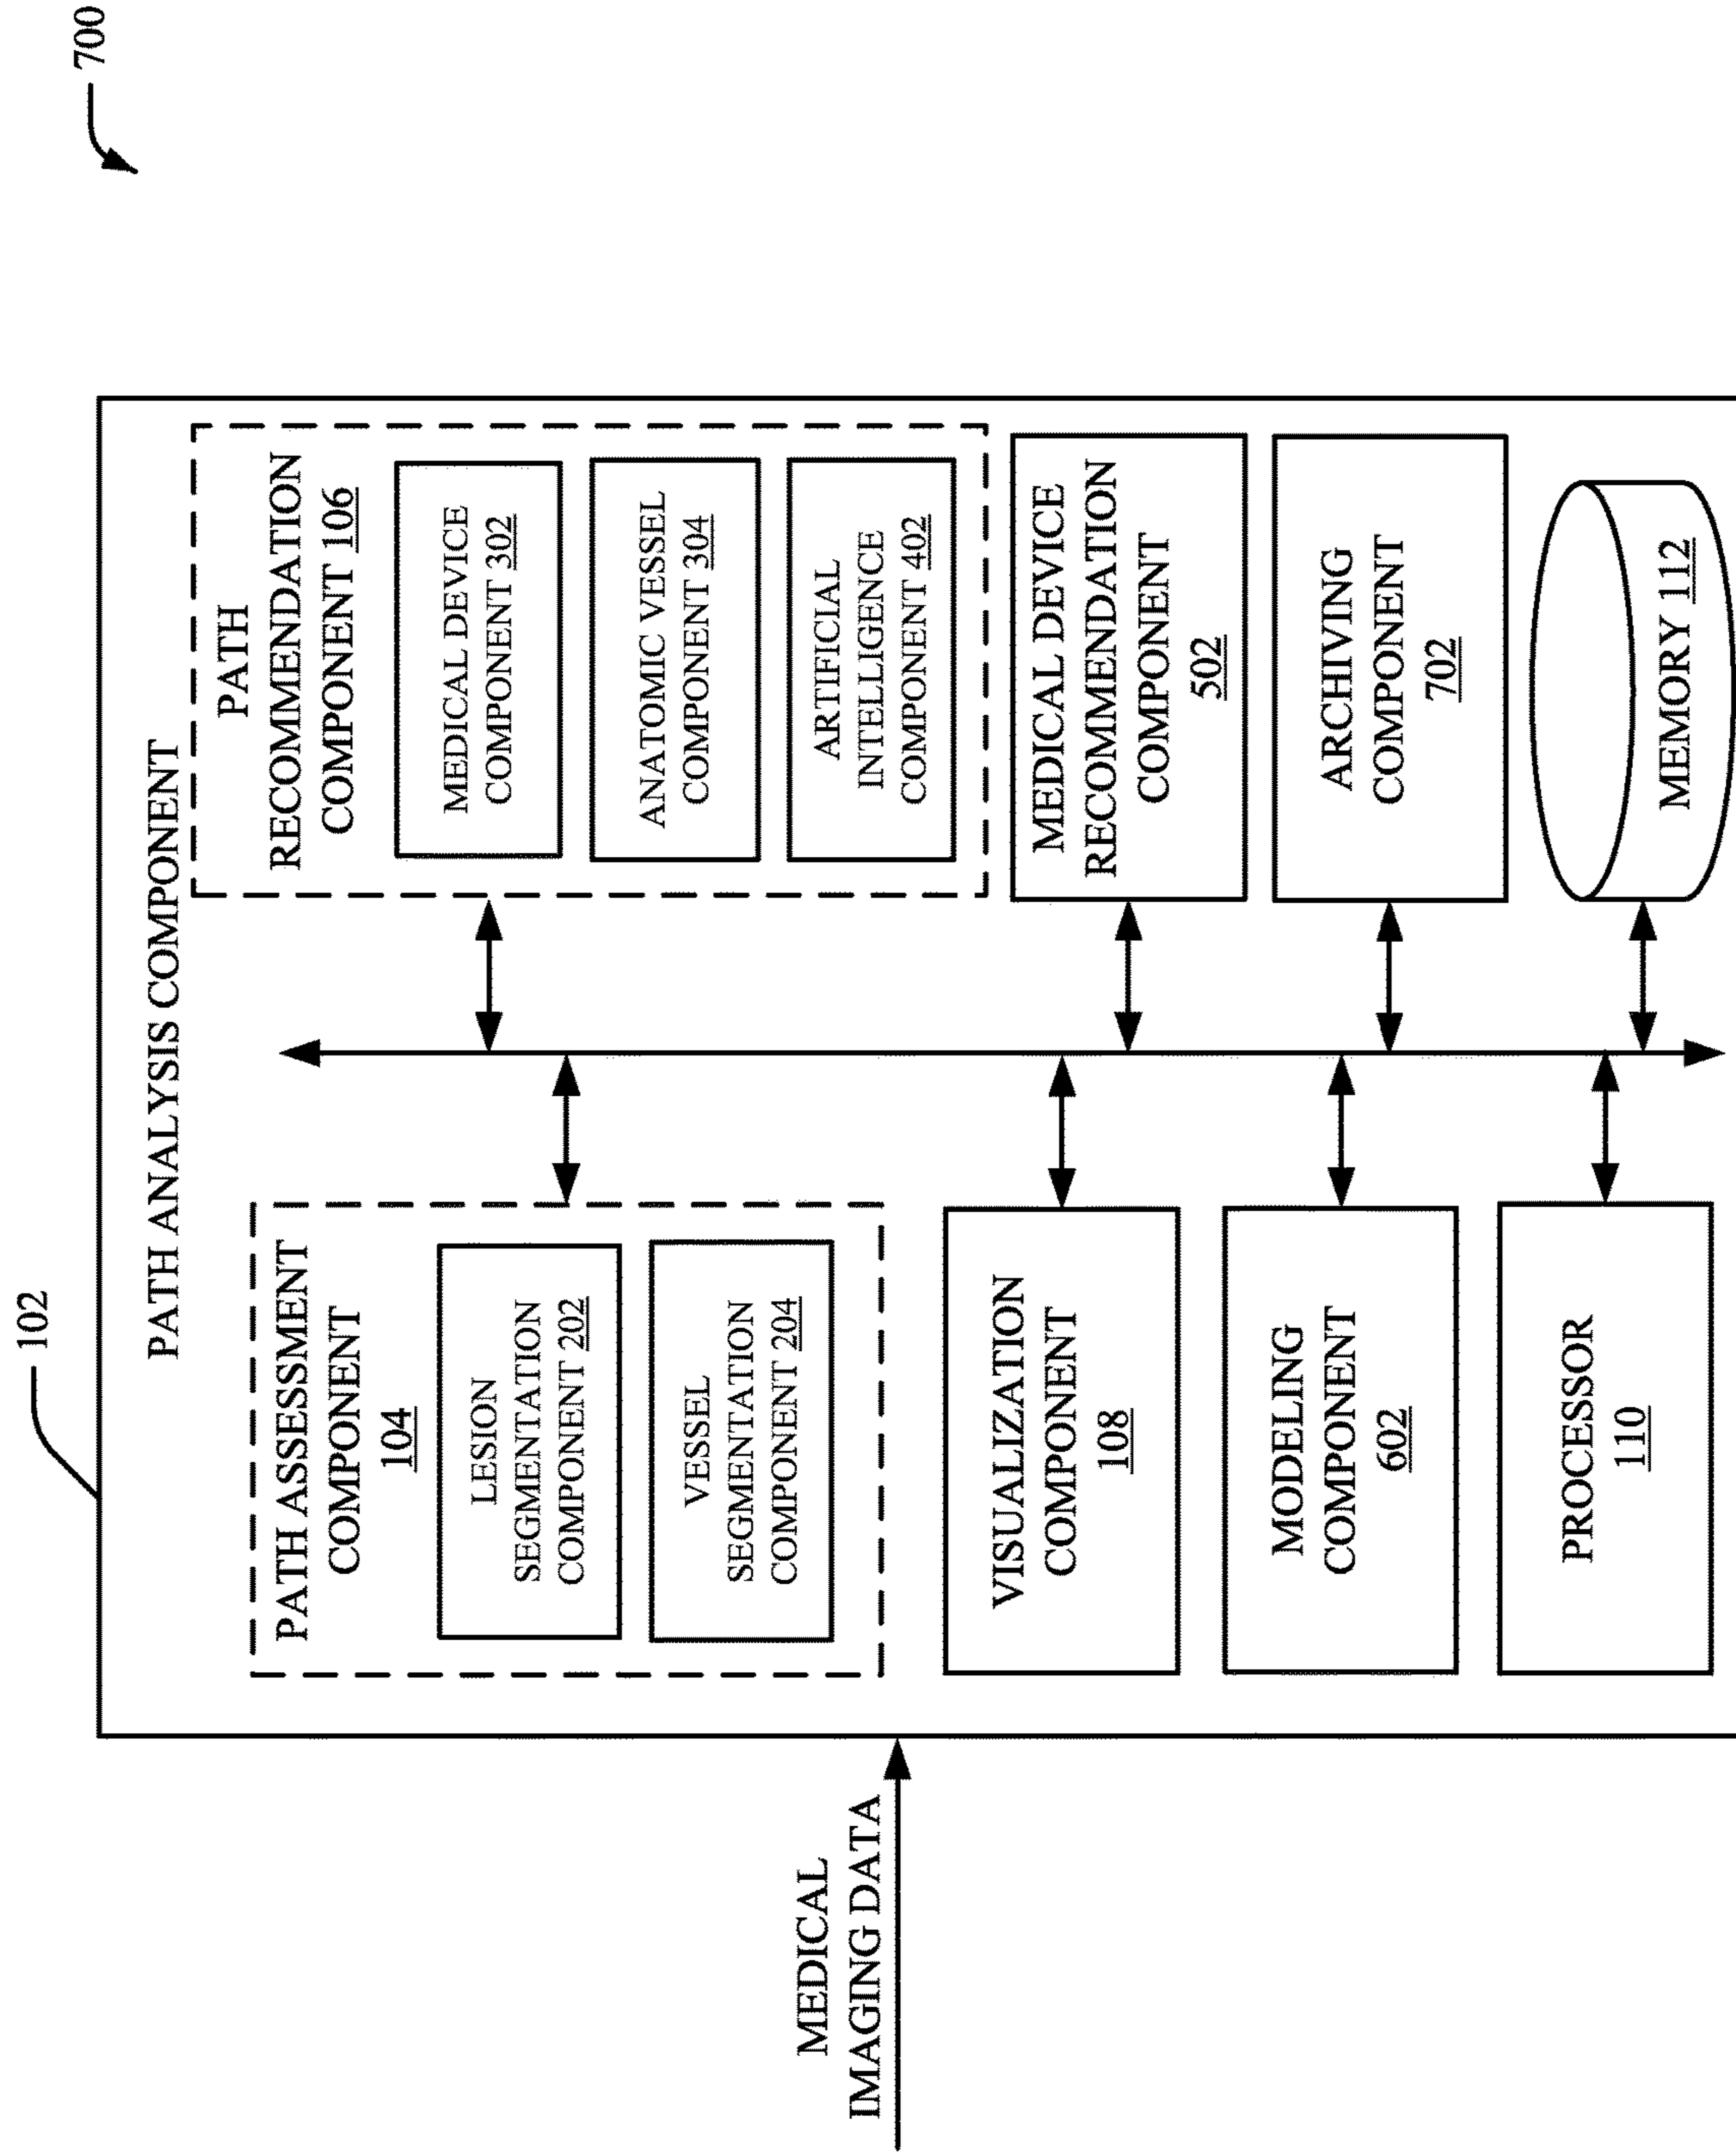 700
102
PATH ANALYSIS COMPONENT
PATH ASSESSMENT
COMPONENT
104
LESION
SEGMENTATION
COMPONENT 202
VESSEL
SEGMENTATION
COMPONENT 204
VISUALIZATION
COMPONENT
108
MODELING
COMPONENT
602
PROCESSOR
110
PATH
RECOMMENDATION
COMPONENT 106
MEDICAL DEVICE
COMPONENT 302
ANATOMIC VESSEL
COMPONENT 304
ARTIFICIAL
INTELLIGENCE
COMPONENT 402
MEDICAL DEVICE
RECOMMENDATION
COMPONENT
502
ARCHIVING
COMPONENT
702
MEMORY 112
MEDICAL
IMAGING DATA